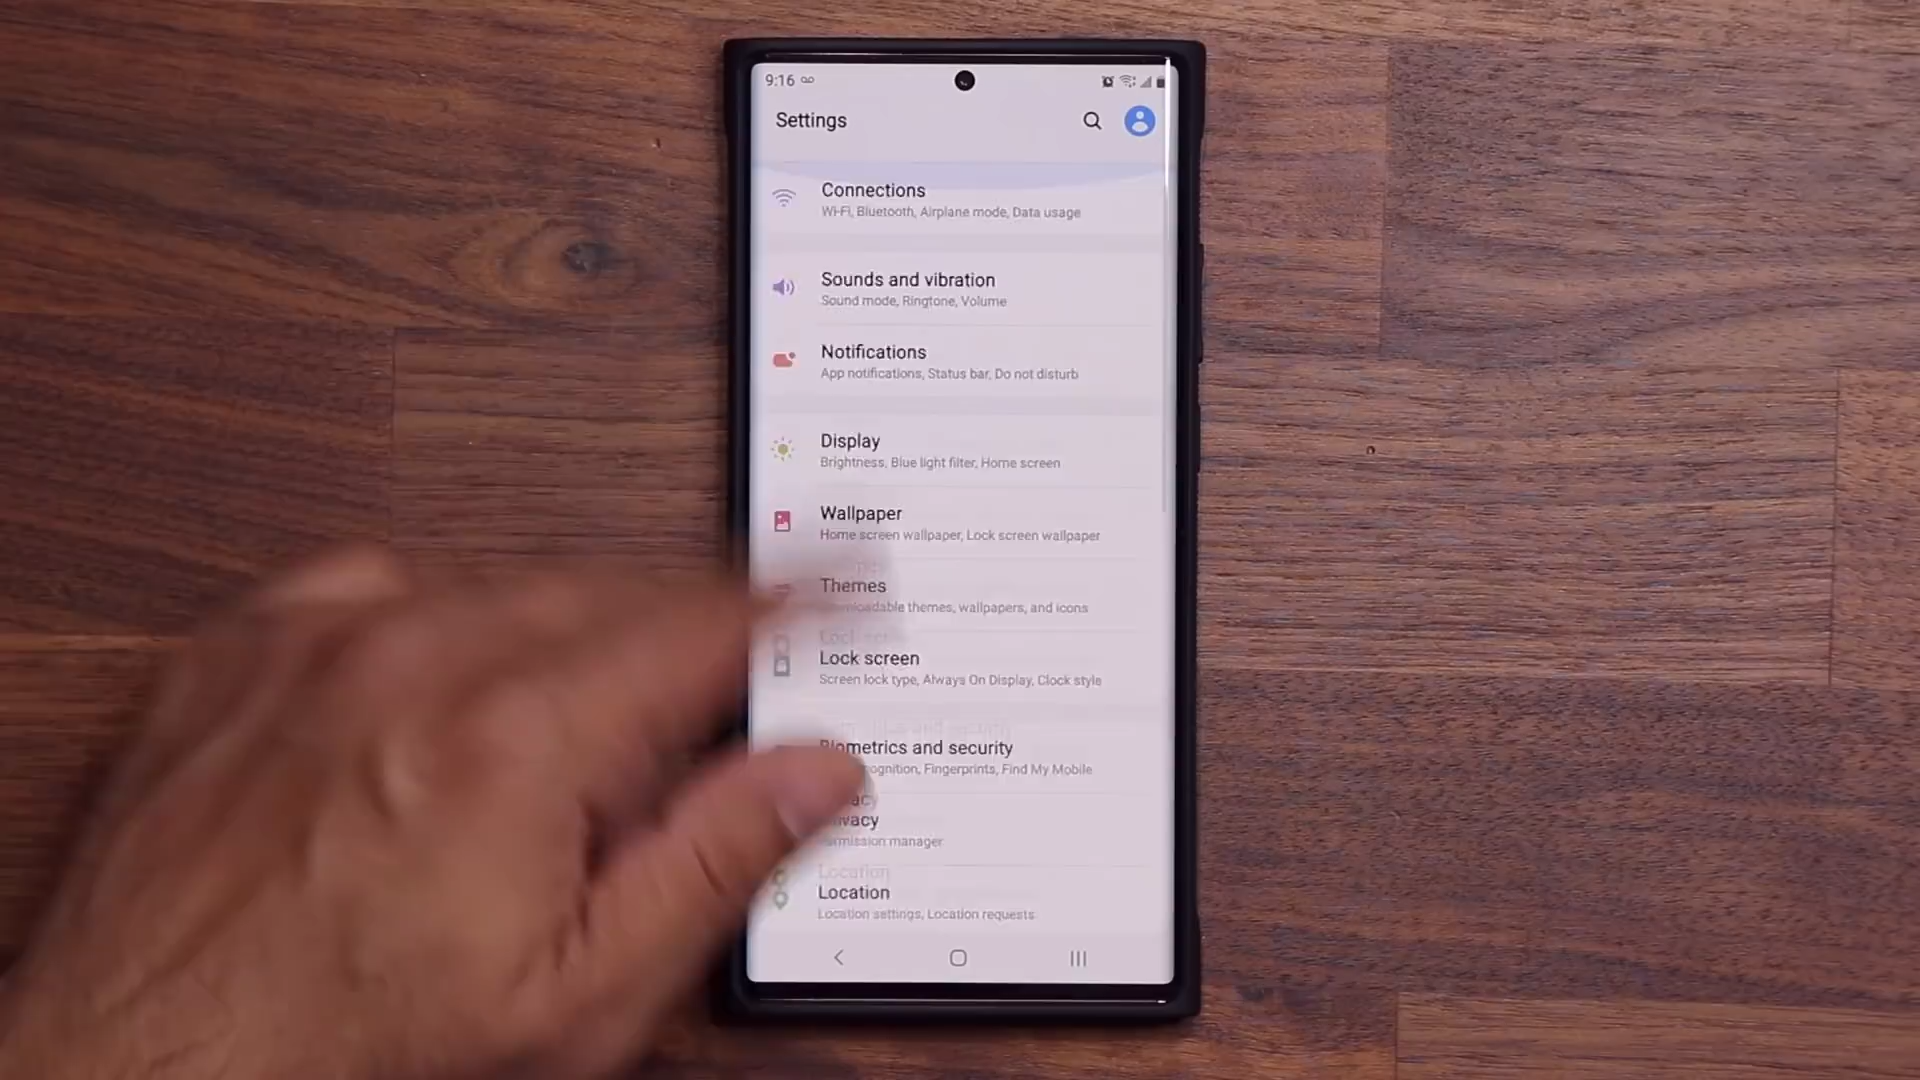 9:16
Settings
Connections
Wi-Fi, Bluetooth, Airplane mode, Data usage
Sounds and vibration
Sound mode, Ringtone, Volume
Notifications
App notifications, Status bar, Do not disturb
Display
Brightness, Blue light filter, Home screen
Wallpaper
Home screen wallpaper, Lock screen wallpaper
Themes
themes, wallpapers, and icons
Lock screen
Screen lock type, Always On Display, Clock style
Biometrics and security
Fingerprints, Find My Mobile
manager
Location
Location settings, Location requests